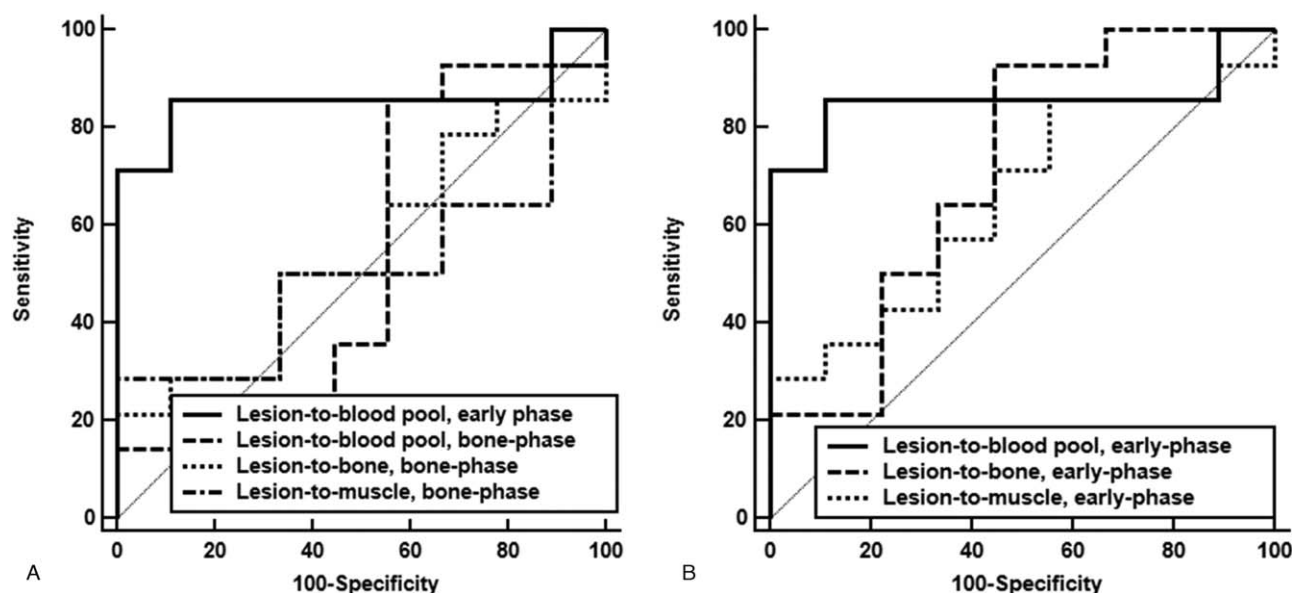 100
80
60
40
20
0
Sensitivity
Lesion-to-blood pool, early phase
Lesion-to-blood pool, bone-phase
Lesion-to-bone, bone-phase
Lesion-to-muscle, bone-phase
0 20 40 60 80 100
100-Specificity
A
100
80
60
40
20
0
Sensitivity
Lesion-to-blood pool, early-phase
Lesion-to-bone, early-phase
Lesion-to-muscle, early-phase
0 20 40 60 80 100
100-Specificity
B